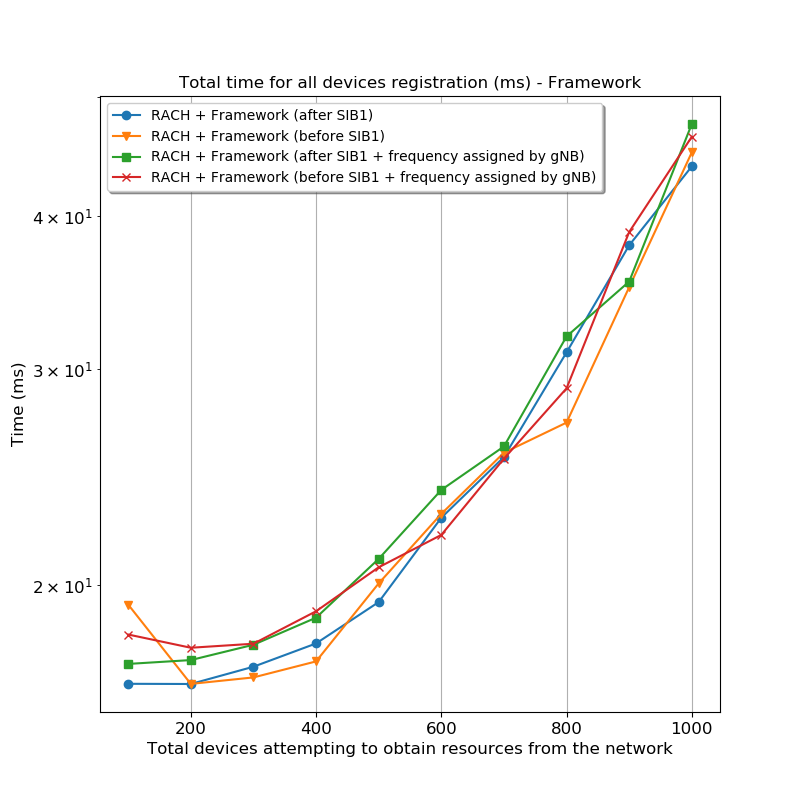 Total time for all devices registration (ms) - Framework
RACH + Framework (after SIB1)
RACH + Framework (before SIB1)
RACH + Framework (after SIB1 + frequency assigned by gNB)
RACH + Framework (before SIB1 + frequency assigned by gNB)
4 × 10¹
3 × 10¹
2 × 10¹
Time (ms)
200 400 600 800 1000
Total devices attempting to obtain resources from the network